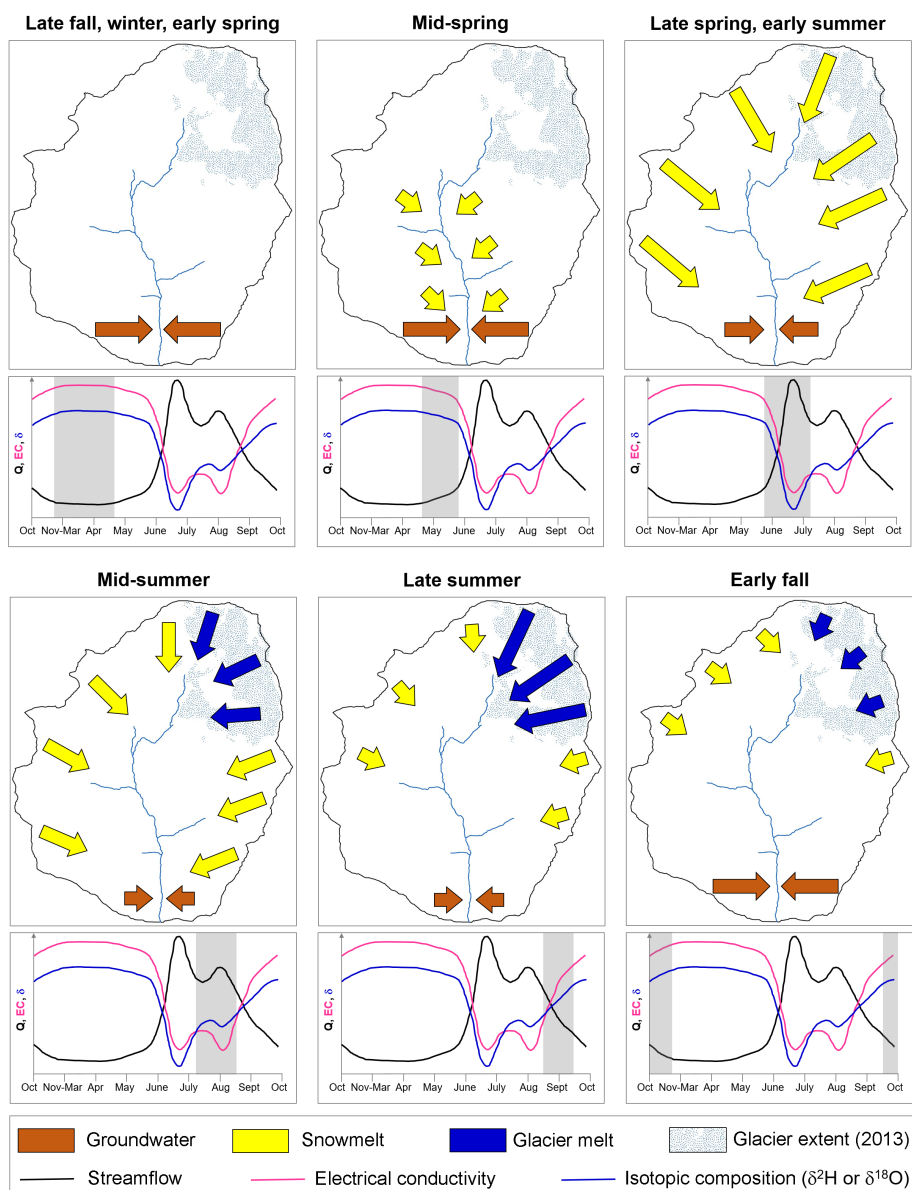 Late fall, winter, early spring
Mid-spring
Late spring, early summer
Q, EC, δ
Oct Nov-Mar Apr May June July Aug Sept Oct
Oct Nov-Mar Apr May June July Aug Sept Oct
Q, EC, δ
Oct Nov-Mar Apr May June July Aug Sept Oct
Mid-summer
Late summer
Early fall
Q, EC, δ
Oct Nov-Mar Apr May June July Aug Sept Oct
Q, EC, δ
Oct Nov-Mar Apr May June July Aug Sept Oct
Q, EC, δ
Oct Nov-Mar Apr May June July Aug Sept Oct
Groundwater
Snowmelt
Glacier melt
Glacier extent (2013)
Streamflow
Electrical conductivity
Isotopic composition (δ²H or δ¹⁸O)